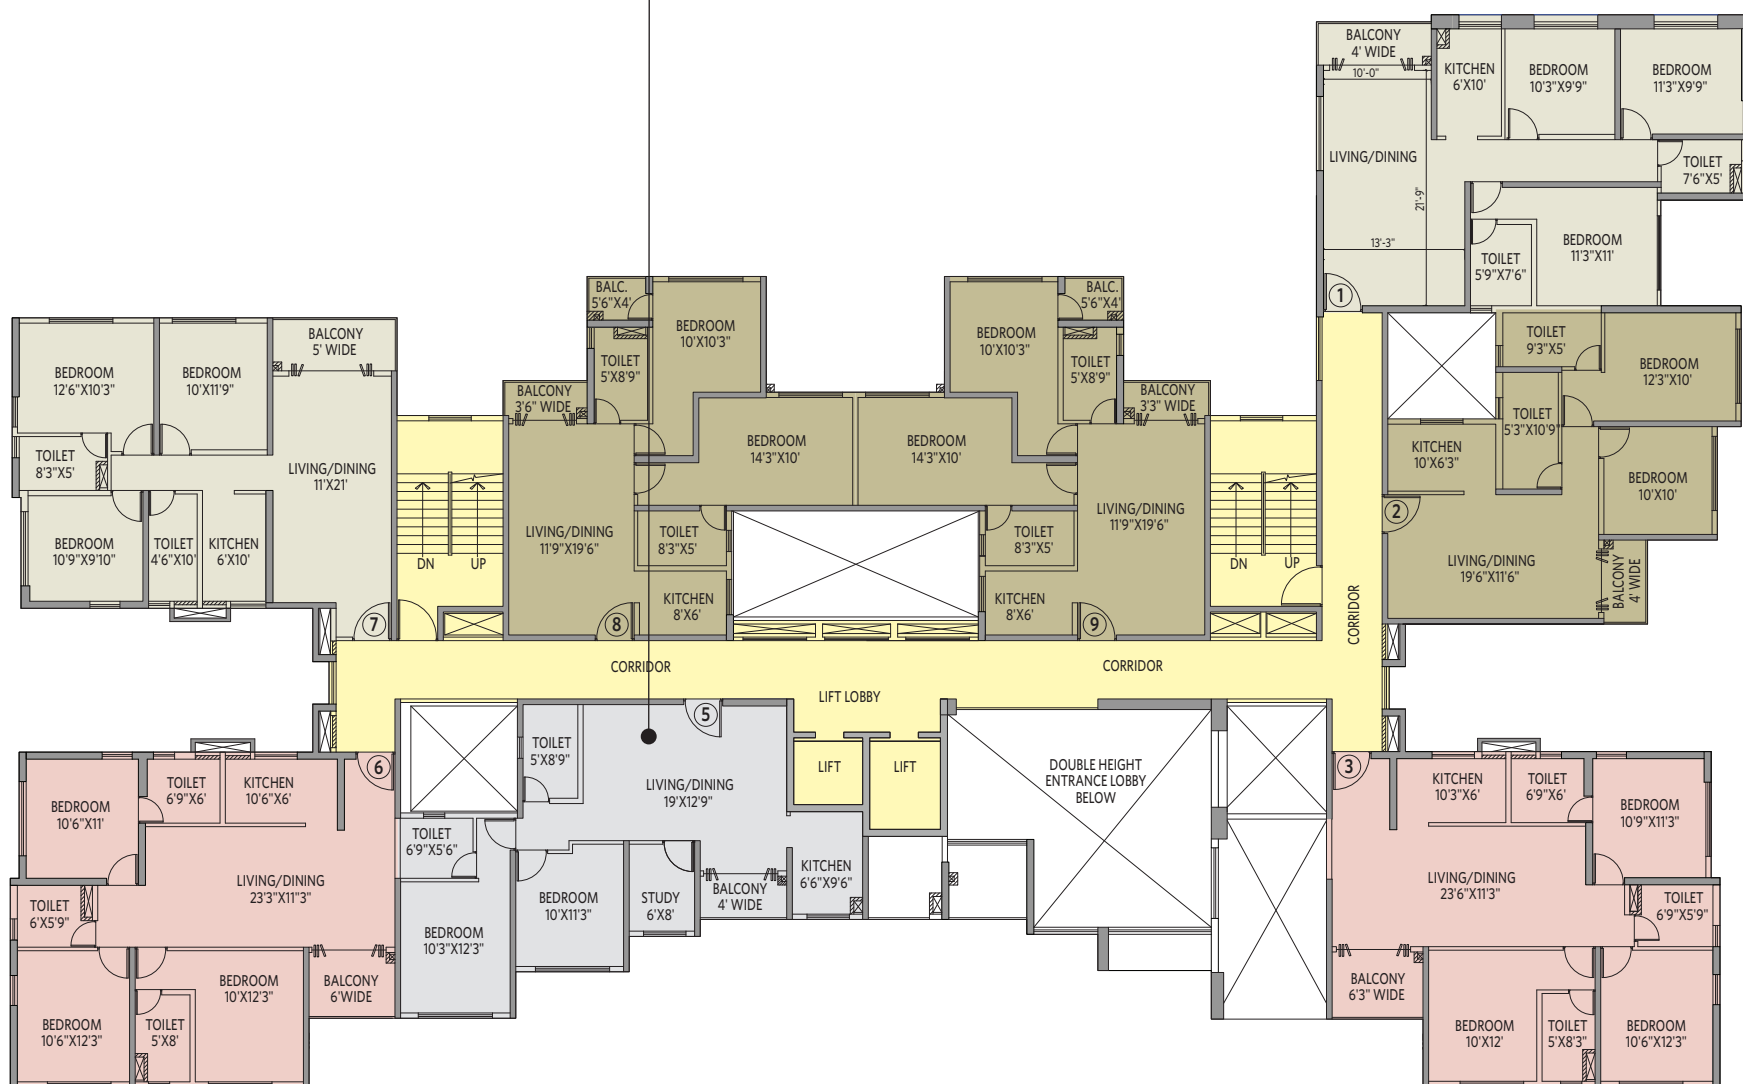 BALCONY
4' WIDE
10'-0"
KITCHEN
6'X10'
BEDROOM
10'3"X9'9"
BEDROOM
11'3"X9'9"
LIVING/DINING
TOILET
7'6"X5'
21'-9"
13'-3"
BEDROOM
11'3"X11'
TOILET
5'9"X7'6"
1
BALC.
5'6"X4'
BEDROOM
10'X10'3"
TOILET
5'X8'9"
BALCONY
3'6" WIDE
BEDROOM
14'3"X10'
LIVING/DINING
11'9"X19'6"
TOILET
8'3"X5'
KITCHEN
8'X6'
8
BALC.
5'6"X4'
BEDROOM
10'X10'3"
TOILET
5'X8'9"
BALCONY
3'3" WIDE
BEDROOM
14'3"X10'
LIVING/DINING
11'9"X19'6"
TOILET
8'3"X5'
KITCHEN
8'X6'
9
BALCONY
5' WIDE
BEDROOM
12'6"X10'3"
BEDROOM
10'X11'9"
TOILET
8'3"X5'
LIVING/DINING
11'X21'
BEDROOM
10'9"X9'10"
TOILET
4'6"X10'
KITCHEN
6'X10'
7
DN
UP
DN
UP
TOILET
9'3"X5'
BEDROOM
12'3"X10'
TOILET
5'3"X10'9"
KITCHEN
10'X6'3"
BEDROOM
10'X10'
2
LIVING/DINING
19'6"X11'6"
BALCONY
4' WIDE
CORRIDOR
CORRIDOR
CORRIDOR
LIFT LOBBY
LIFT
LIFT
5
TOILET
5'X8'9"
LIVING/DINING
19'X12'9"
TOILET
6'9"X5'6"
KITCHEN
6'6"X9'6"
BEDROOM
10'X11'3"
STUDY
6'X8'
BALCONY
4' WIDE
BEDROOM
10'3"X12'3"
DOUBLE HEIGHT
ENTRANCE LOBBY
BELOW
6
TOILET
6'9"X6'
KITCHEN
10'6"X6'
BEDROOM
10'6"X11'
LIVING/DINING
23'3"X11'3"
TOILET
6'X5'9"
BEDROOM
10'X12'3"
BALCONY
6'WIDE
BEDROOM
10'6"X12'3"
TOILET
5'X8'
3
KITCHEN
10'3"X6'
TOILET
6'9"X6'
BEDROOM
10'9"X11'3"
LIVING/DINING
23'6"X11'3"
TOILET
6'9"X5'9"
BALCONY
6'3" WIDE
BEDROOM
10'X12'
TOILET
5'X8'3"
BEDROOM
10'6"X12'3"